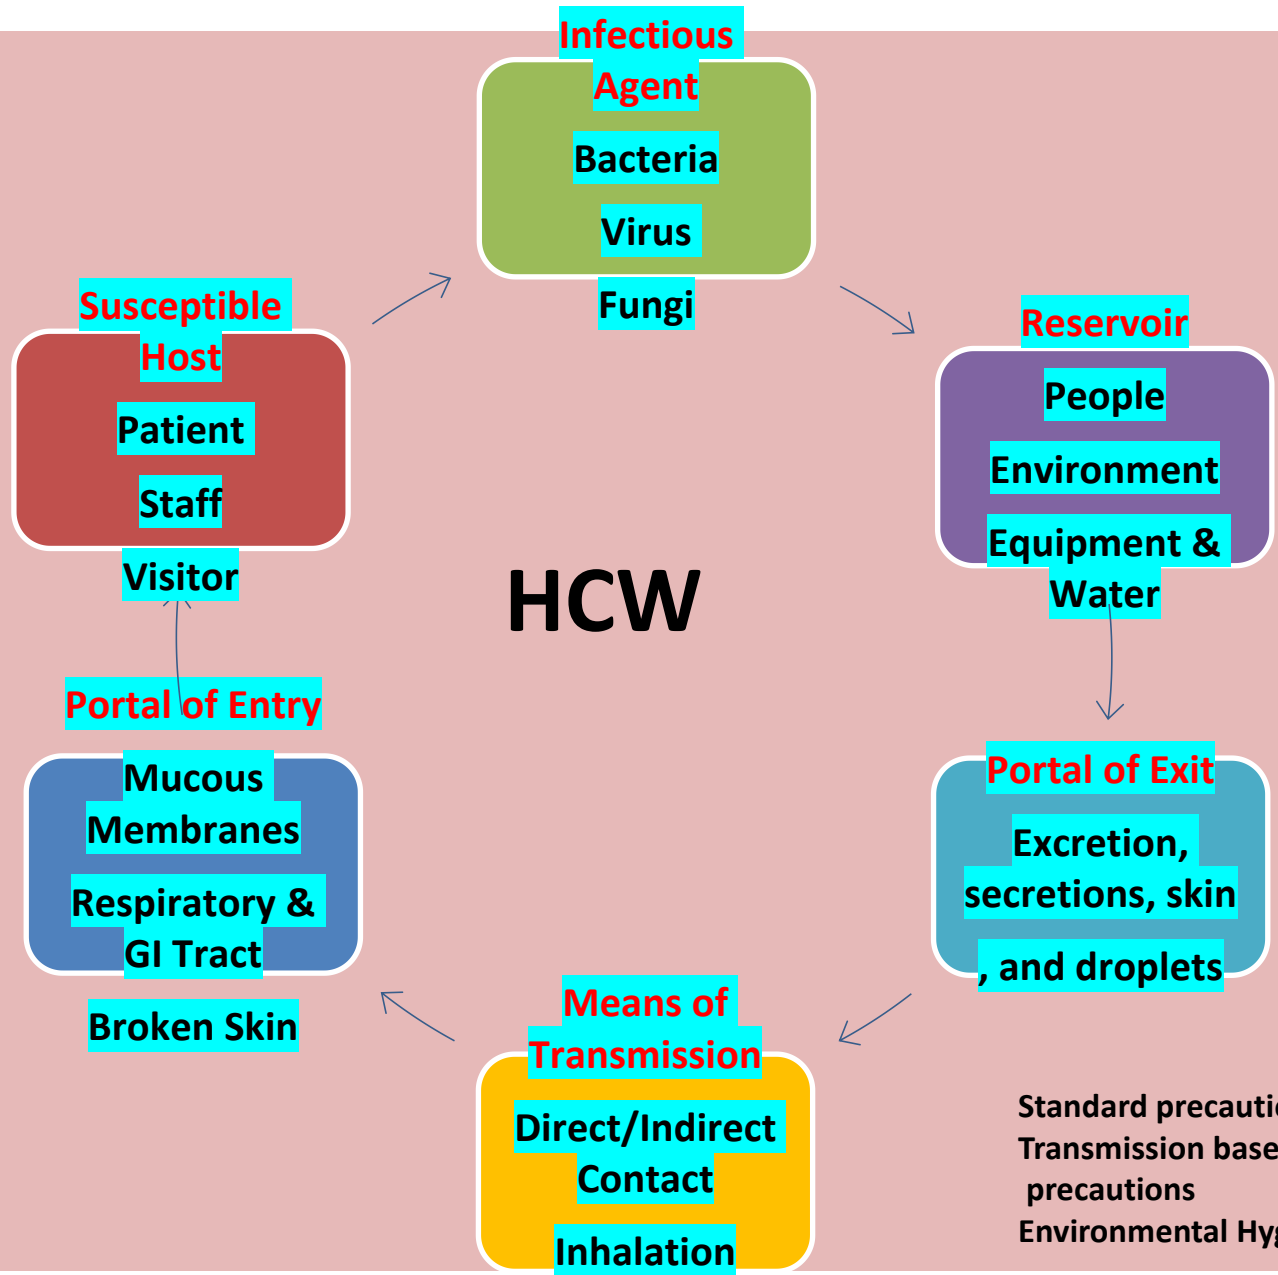 Infectious
Agent
Bacteria
Virus
Fungi
Reservoir
People
Environment
Equipment &
Water
Portal of Exit
Excretion,
secretions, skin
, and droplets
Means of
Transmission
Direct/Indirect
Contact
Inhalation
Portal of Entry
Mucous
Membranes
Respiratory &
GI Tract
Broken Skin
Susceptible
Host
Patient
Staff
Visitor
HCW
Standard
Transmission
precautions
Environmental